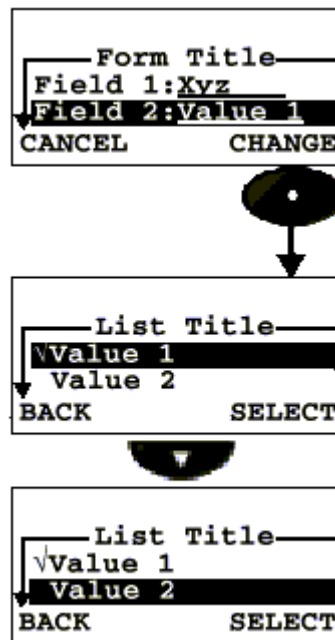 Form Title
Field 1:Xyz
Field 2:Value 1
CANCEL CHANGE
List Title
√Value 1
Value 2
BACK SELECT
List Title
√Value 1
Value 2
BACK SELECT